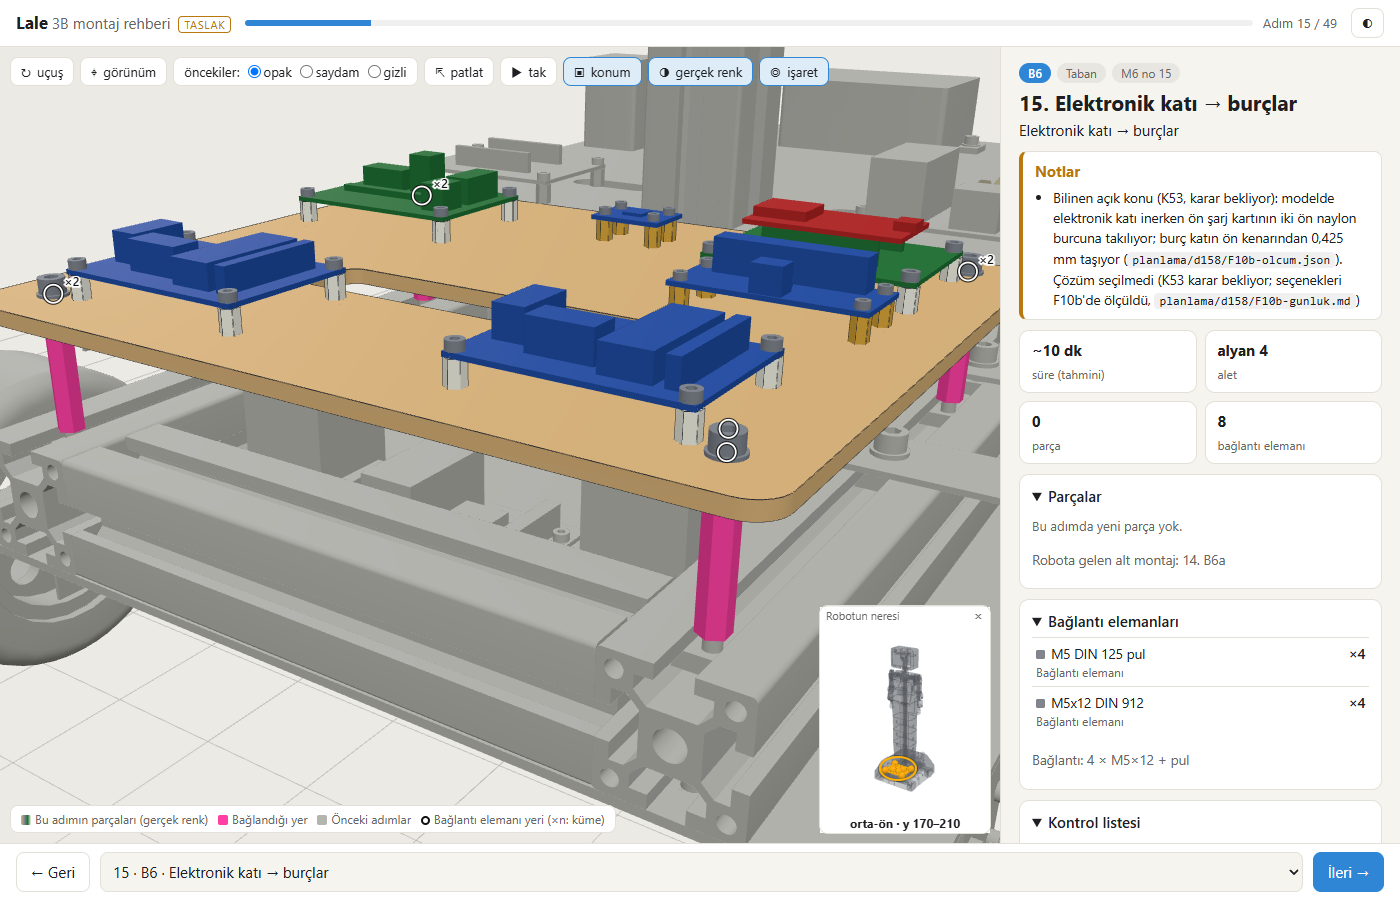 Lale 3B montaj rehberi TASLAK
Adım 15 / 49
↻ uçuş
⌖ görünüm
öncekiler: opak saydam gizli
⇱ patlat
▶ tak
▣ konum
◑ gerçek renk
◎ işaret
×2
×2
×2
Robotun neresi ×
orta-ön · y 170–210
Bu adımın parçaları (gerçek renk) Bağlandığı yer Önceki adımlar Bağlantı elemanı yeri (×n: küme)
B6 Taban M6 no 15
15. Elektronik katı → burçlar
Elektronik katı → burçlar
Notlar
• Bilinen açık konu (K53, karar bekliyor): modelde
elektronik katı inerken ön şarj kartının iki ön naylon
burcuna takılıyor; burç katın ön kenarından 0,425
mm taşıyor ( planlama/d158/F10b-olcum.json ).
Çözüm seçilmedi (K53 karar bekliyor; seçenekleri
F10b'de ölçüldü, planlama/d158/F10b-gunluk.md )
~10 dk
süre (tahmini)
alyan 4
alet
0
parça
8
bağlantı elemanı
▼ Parçalar
Bu adımda yeni parça yok.
Robota gelen alt montaj: 14. B6a
▼ Bağlantı elemanları
M5 DIN 125 pul ×4
Bağlantı elemanı
M5x12 DIN 912 ×4
Bağlantı elemanı
Bağlantı: 4 × M5×12 + pul
▼ Kontrol listesi
← Geri
15 · B6 · Elektronik katı → burçlar
İleri →